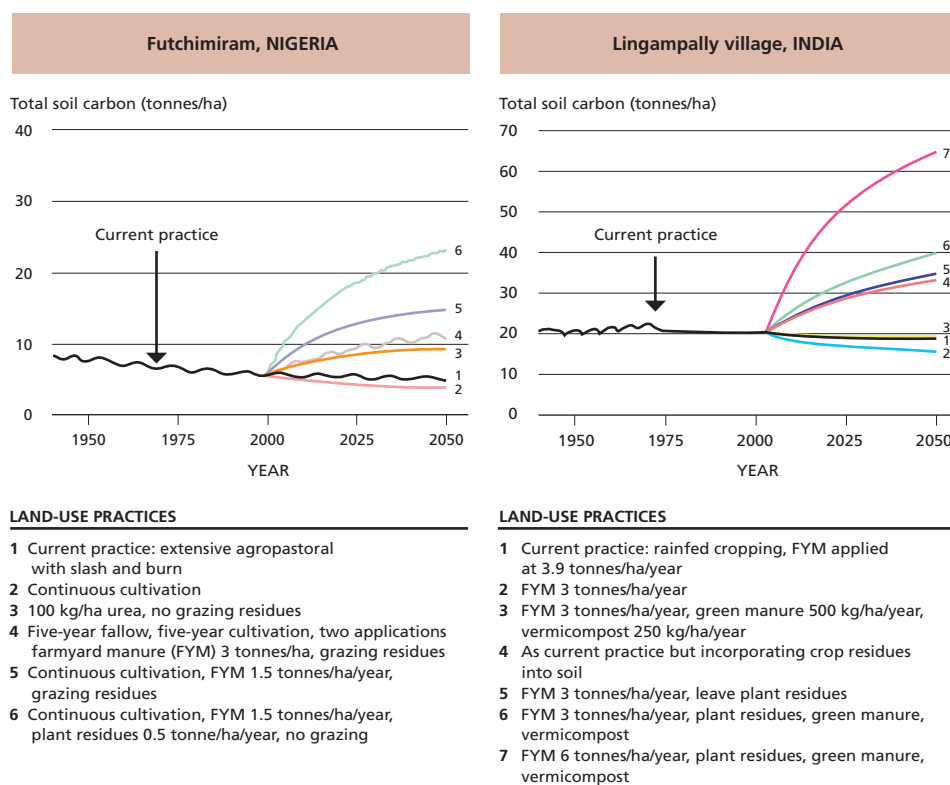 Futchimiram, NIGERIA
Total soil carbon (tonnes/ha)
40
30
20
10
0
Current practice
6
5
4
3
1
2
1950
1975
2000
2025
2050
YEAR
LAND-USE PRACTICES
1 Current practice: extensive agropastoral
with slash and burn
2 Continuous cultivation
3 100 kg/ha urea, no grazing residues
4 Five-year fallow, five-year cultivation, two applications
farmyard manure (FYM) 3 tonnes/ha, grazing residues
5 Continuous cultivation, FYM 1.5 tonnes/ha/year,
grazing residues
6 Continuous cultivation, FYM 1.5 tonnes/ha/year,
plant residues 0.5 tonne/ha/year, no grazing
Lingampally village, INDIA
Total soil carbon (tonnes/ha)
70
60
50
40
30
20
10
0
Current practice
7
6
5
4
3
1
2
1950
1975
2000
2025
2050
YEAR
LAND-USE PRACTICES
1 Current practice: rainfed cropping, FYM applied
at 3.9 tonnes/ha/year
2 FYM 3 tonnes/ha/year
3 FYM 3 tonnes/ha/year, green manure 500 kg/ha/year,
vermicompost 250 kg/ha/year
4 As current practice but incorporating crop residues
into soil
5 FYM 3 tonnes/ha/year, leave plant residues
6 FYM 3 tonnes/ha/year, plant residues, green manure,
vermicompost
7 FYM 6 tonnes/ha/year, plant residues, green manure,
vermicompost